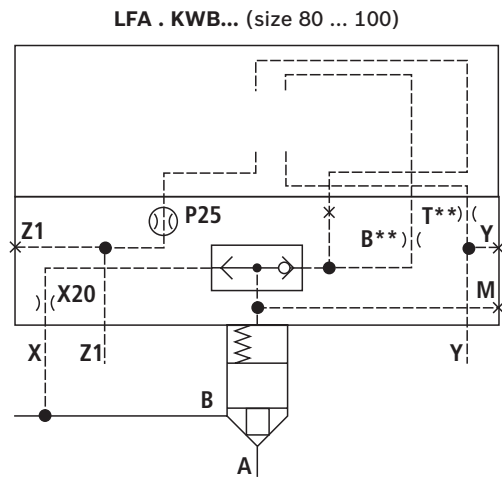 LFA . KWB... (size 80 ... 100)
P25
T**
Z1
B**
Y
X20
M
X
Z1
Y
B
A